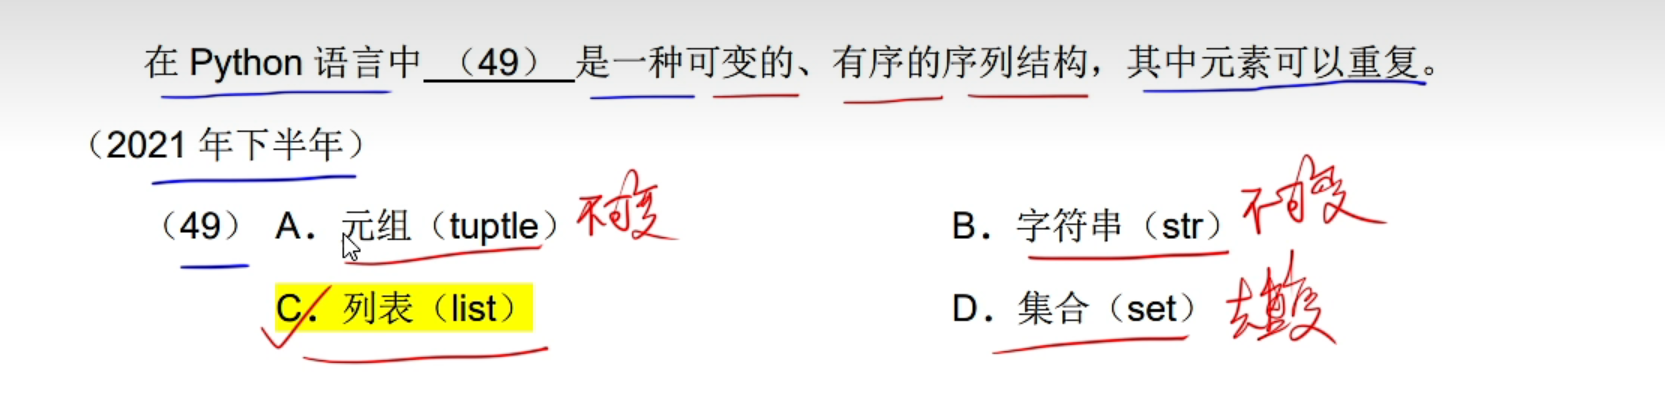 在 Python 语言中 （49） 是一种可变的、有序的序列结构，其中元素可以重复。
（2021 年下半年）
（49） A．元组（tuptle） 不可变 B．字符串（str） 不可变
C．列表（list） D．集合（set） 去重复